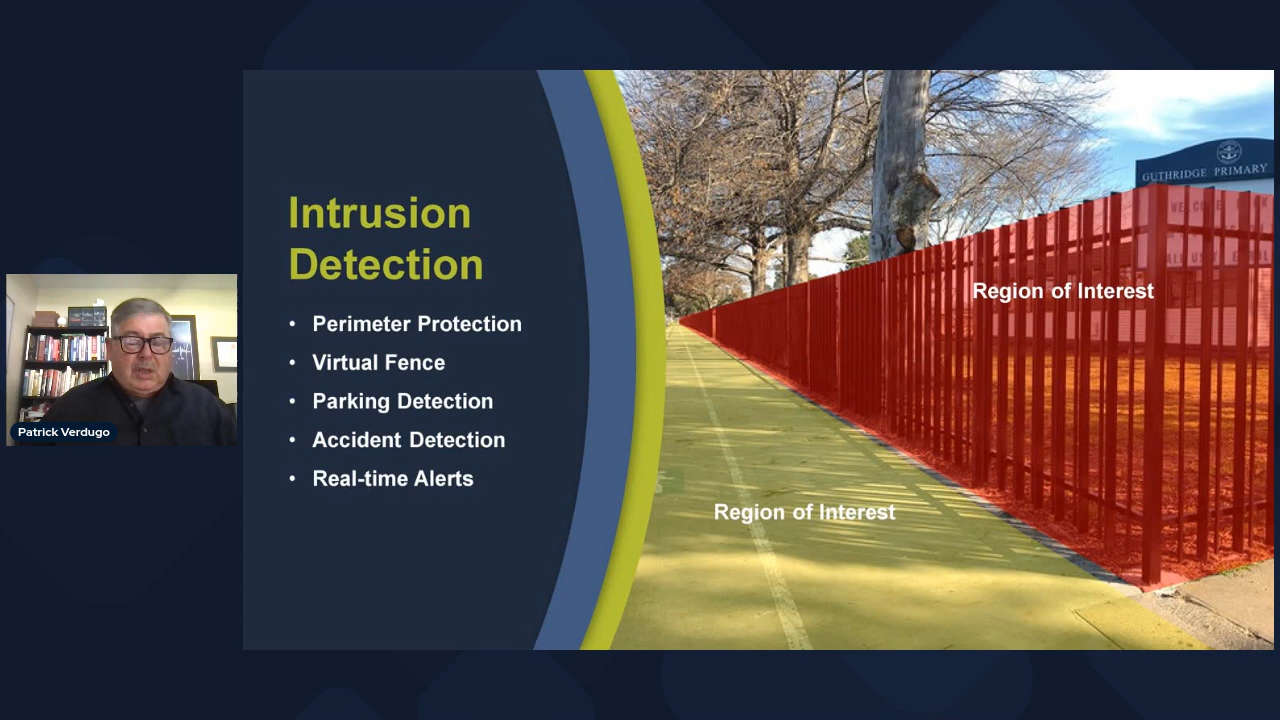 Intrusion
Detection
• Perimeter Protection
• Virtual Fence
• Parking Detection
• Accident Detection
• Real-time Alerts
GUTHRIDGE PRIMARY
Region of Interest
Region of Interest
Patrick Verdugo